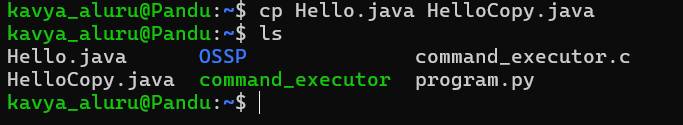 kavya_aluru@Pandu:~$ cp Hello.java HelloCopy.java
kavya_aluru@Pandu:~$ ls
Hello.java OSSP command_executor.c
HelloCopy.java command_executor program.py
kavya_aluru@Pandu:~$